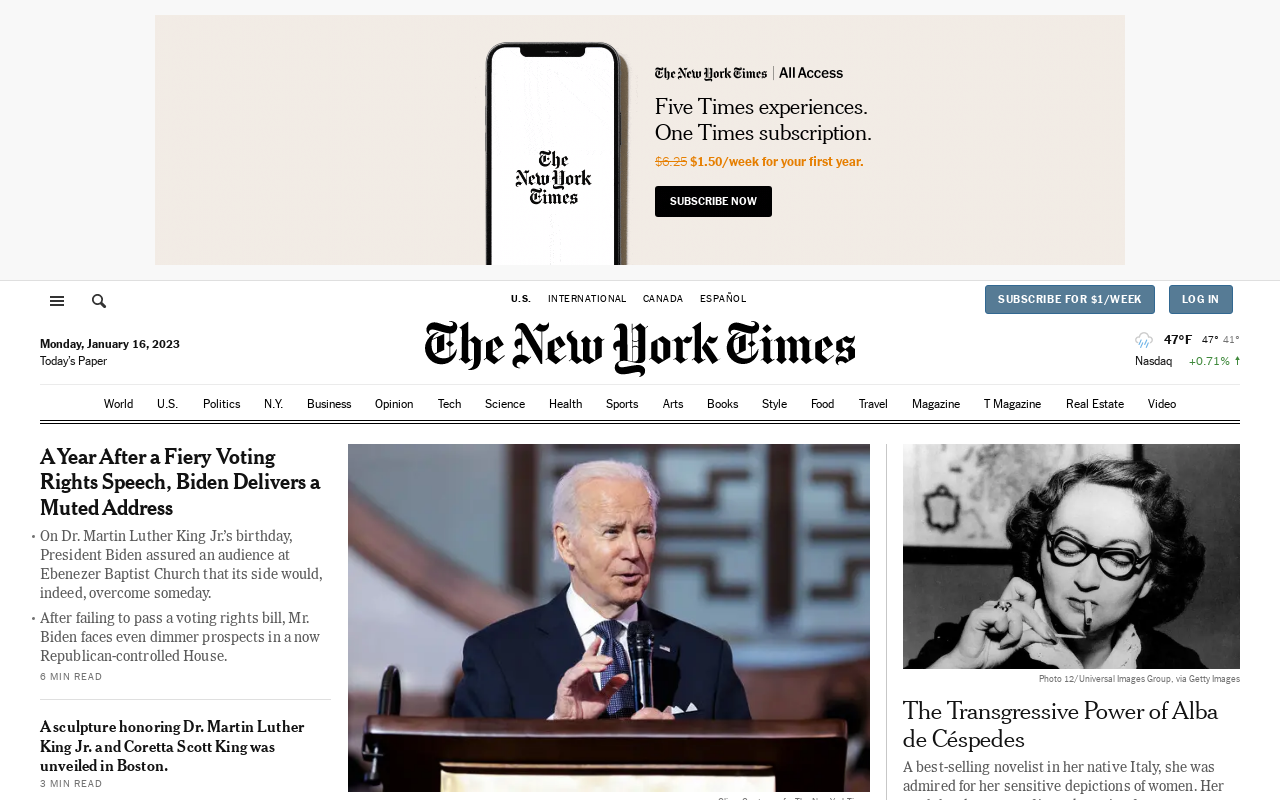 The New York Times | All Access
Five Times experiences.
One Times subscription.
$6.25 $1.50/week for your first year.
SUBSCRIBE NOW
The
New York
Times
U.S. INTERNATIONAL CANADA ESPAÑOL
SUBSCRIBE FOR $1/WEEK LOG IN
The New York Times
Monday, January 16, 2023
Today's Paper
47°F 47° 41°
Nasdaq +0.71%
World U.S. Politics N.Y. Business Opinion Tech Science Health Sports Arts Books Style Food Travel Magazine T Magazine Real Estate Video
A Year After a Fiery Voting
Rights Speech, Biden Delivers a
Muted Address
• On Dr. Martin Luther King Jr.'s birthday,
President Biden assured an audience at
Ebenezer Baptist Church that its side would,
indeed, overcome someday.
• After failing to pass a voting rights bill, Mr.
Biden faces even dimmer prospects in a now
Republican-controlled House.
6 MIN READ
A sculpture honoring Dr. Martin Luther
King Jr. and Coretta Scott King was
unveiled in Boston.
3 MIN READ
Photo 12/Universal Images Group, via Getty Images
The Transgressive Power of Alba
de Céspedes
A best-selling novelist in her native Italy, she was
admired for her sensitive depictions of women. Her